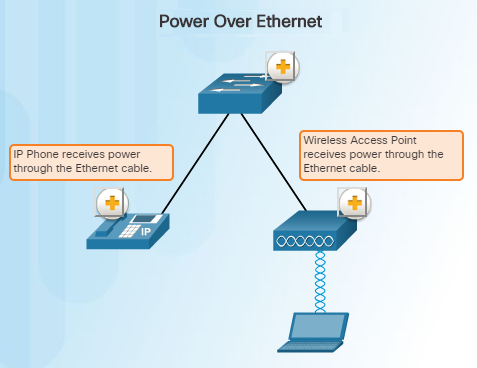 Power Over Ethernet
IP Phone receives power
through the Ethernet cable.
Wireless Access Point
receives power through the
Ethernet cable.
IP